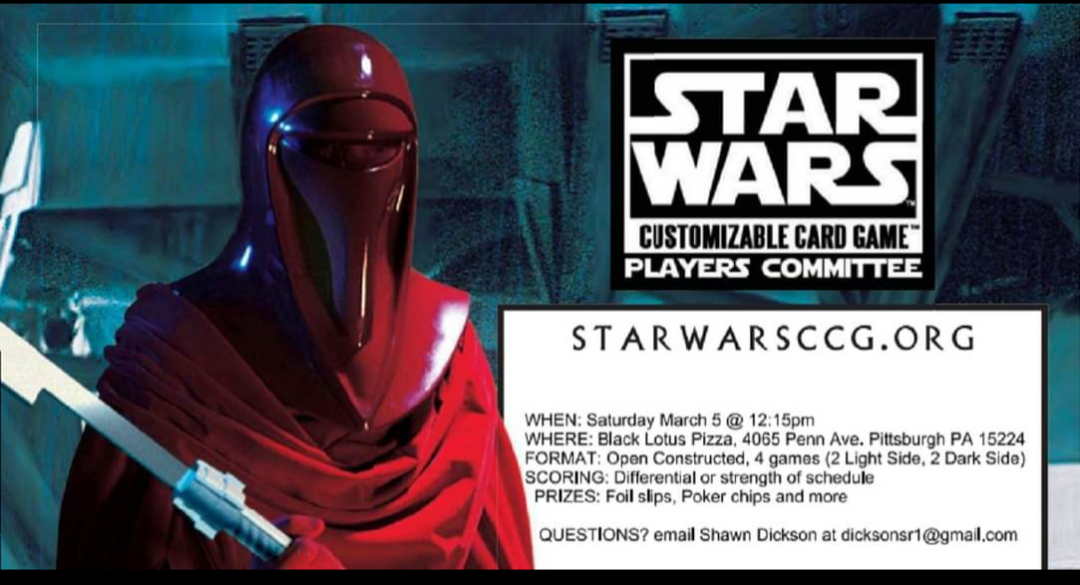 STAR
WARS
CUSTOMIZABLE CARD GAME™
PLAYERS COMMITTEE
STARWARSCCG.ORG
WHEN: Saturday March 5 @ 12:15pm
WHERE: Black Lotus Pizza, 4065 Penn Ave. Pittsburgh PA 15224
FORMAT: Open Constructed, 4 games (2 Light Side, 2 Dark Side)
SCORING: Differential or strength of schedule
PRIZES: Foil slips, Poker chips and more
QUESTIONS? email Shawn Dickson at dicksonsr1@gmail.com